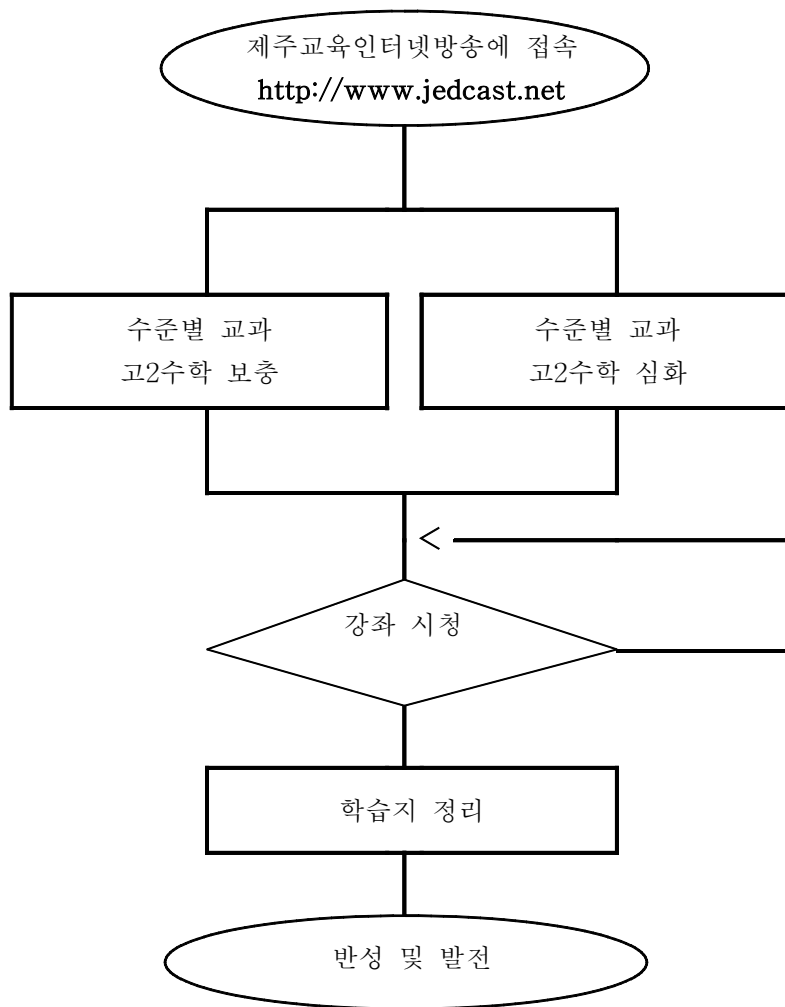 제주교육인터넷방송에 접속
http://www.jedcast.net
수준별 교과
고2수학 보충
수준별 교과
고2수학 심화
<
강좌 시청
학습지 정리
반성 및 발전